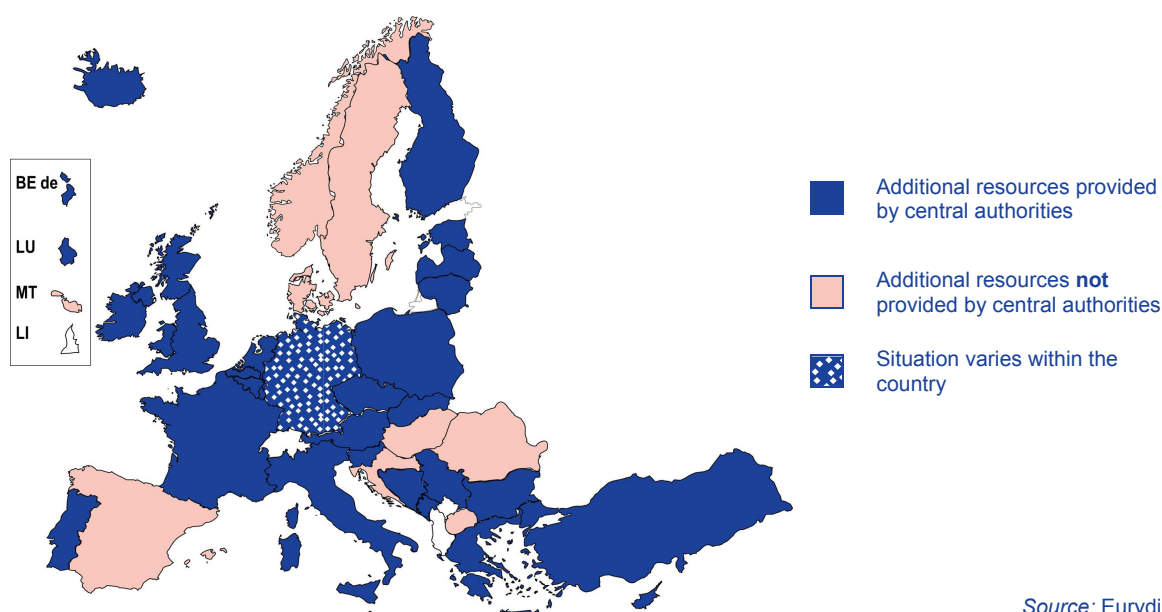 BE de
LU
MT
LI
Additional resources provided
by central authorities
Additional resources not
provided by central authorities
Situation varies within the
country
Source: Eurydi